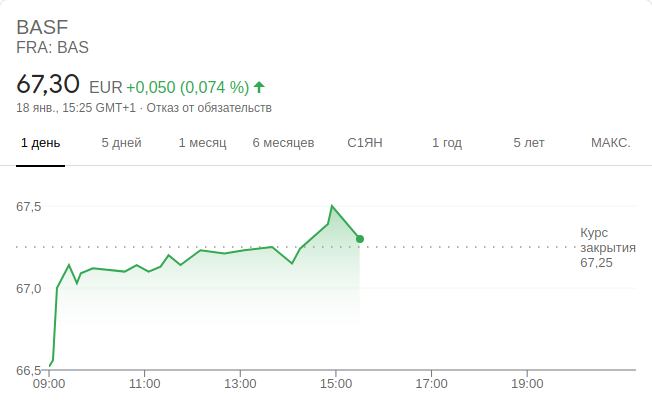 BASF
FRA: BAS
67,30 EUR +0,050 (0,074 %)
18 янв., 15:25 GMT+1 · Отказ от обязательств
1 день 5 дней 1 месяц 6 месяцев С1ЯН 1 год 5 лет МАКС.
67,5
Курс
закрытия
67,25
67,0
66,5
09:00 11:00 13:00 15:00 17:00 19:00